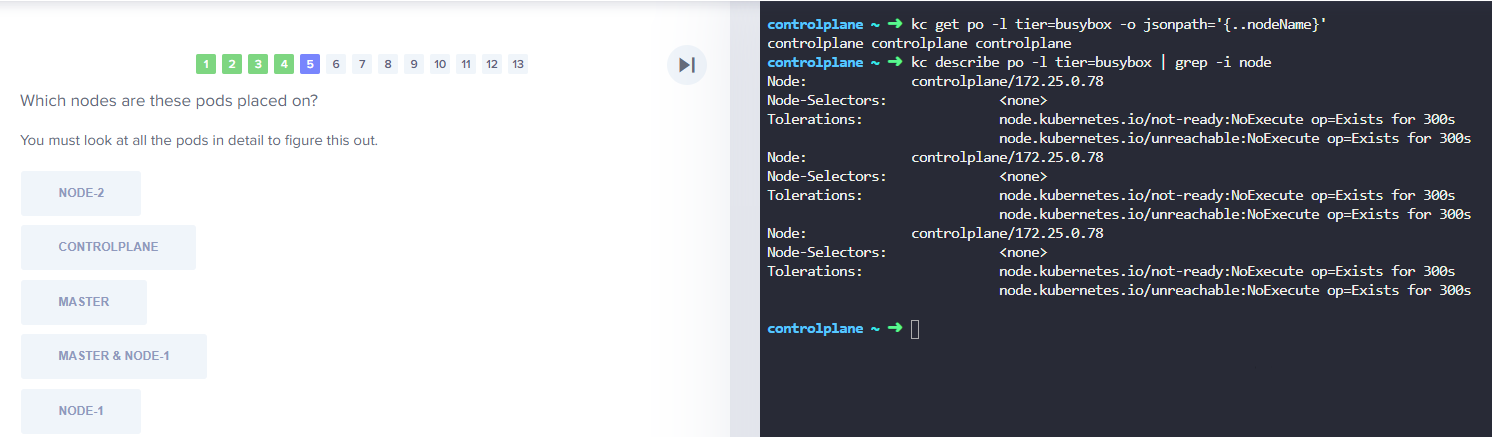 1 2 3 4 5 6 7 8 9 10 11 12 13
Which nodes are these pods placed on?
You must look at all the pods in detail to figure this out.
NODE-2
CONTROLPLANE
MASTER
MASTER & NODE-1
NODE-1
controlplane ~ ➜ kc get po -l tier=busybox -o jsonpath='{..nodeName}'
controlplane controlplane controlplane
controlplane ~ ➜ kc describe po -l tier=busybox | grep -i node
Node: controlplane/172.25.0.78
Node-Selectors: <none>
Tolerations: node.kubernetes.io/not-ready:NoExecute op=Exists for 300s
node.kubernetes.io/unreachable:NoExecute op=Exists for 300s
Node: controlplane/172.25.0.78
Node-Selectors: <none>
Tolerations: node.kubernetes.io/not-ready:NoExecute op=Exists for 300s
node.kubernetes.io/unreachable:NoExecute op=Exists for 300s
Node: controlplane/172.25.0.78
Node-Selectors: <none>
Tolerations: node.kubernetes.io/not-ready:NoExecute op=Exists for 300s
node.kubernetes.io/unreachable:NoExecute op=Exists for 300s
controlplane ~ ➜